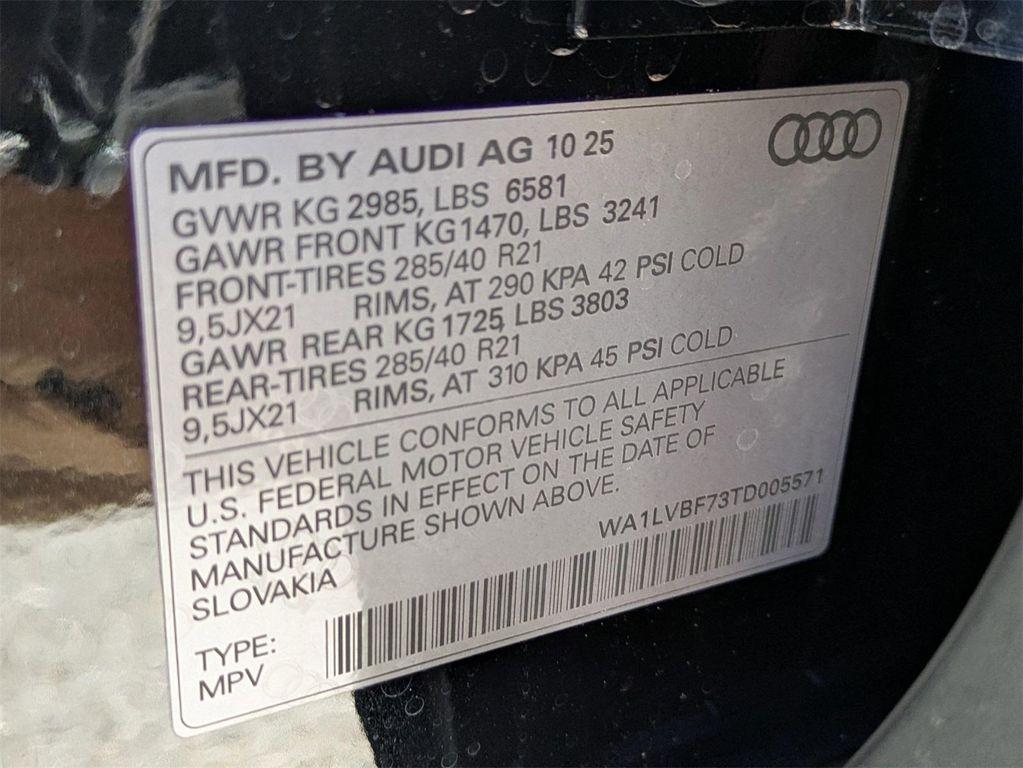 MFD. BY AUDI AG 10 25
GVWR KG 2985, LBS 6581
GAWR FRONT KG1470, LBS 3241
FRONT-TIRES 285/40 R21
9,5JX21 RIMS, AT 290 KPA 42 PSI COLD
GAWR REAR KG1725, LBS 3803
REAR-TIRES 285/40 R21
9,5JX21 RIMS, AT 310 KPA 45 PSI COLD
THIS VEHICLE CONFORMS TO ALL APPLICABLE
U.S. FEDERAL MOTOR VEHICLE SAFETY
STANDARDS IN EFFECT ON THE DATE OF
MANUFACTURE SHOWN ABOVE.
SLOVAKIA
WA1LVBF73TD005571
TYPE:
MPV